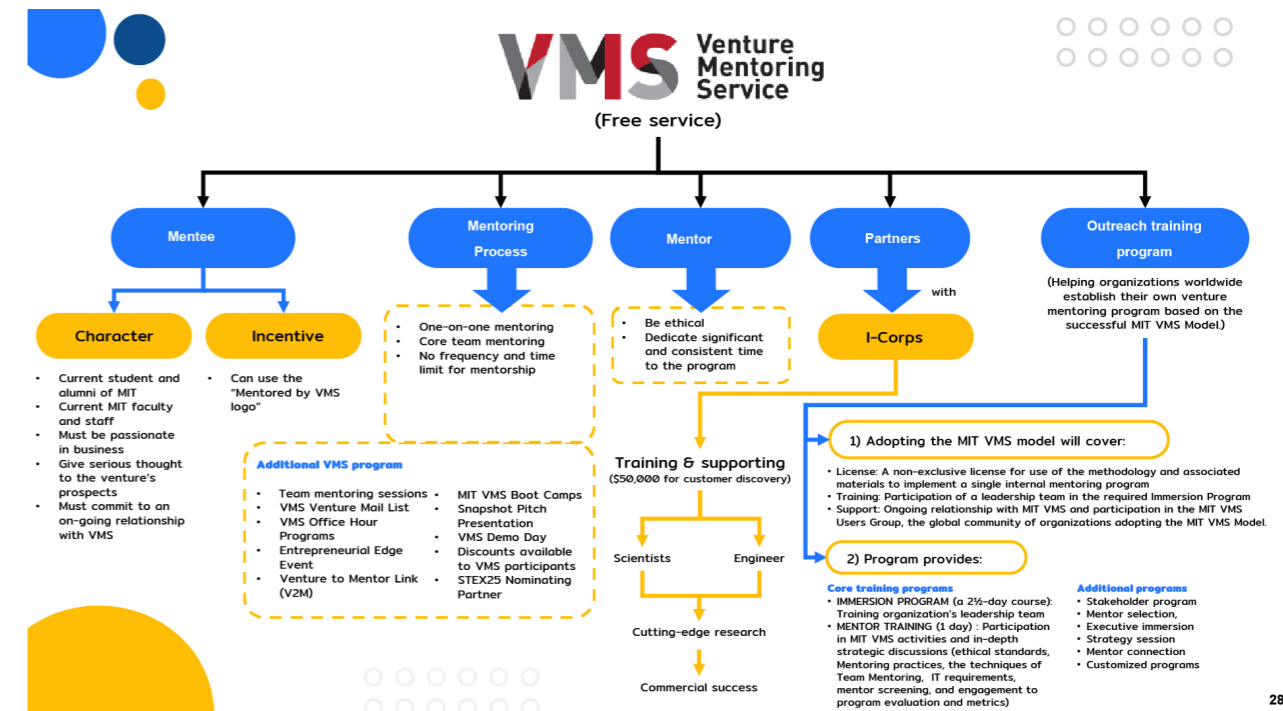 VMS
Venture
Mentoring
Service
(Free service)
Mentee
Mentoring
Process
Mentor
Partners
Outreach training
program
Character
Incentive
• Current student and
alumni of MIT
• Current MIT faculty
and staff
• Must be passionate
in business
• Give serious thought
to the venture's
prospects
• Must commit to an
on-going relationship
with VMS
• Can use the
"Mentored by VMS
logo"
• One-on-one mentoring
• Core team mentoring
• No frequency and time
limit for mentorship
Additional VMS program
• Team mentoring sessions
• VMS Venture Mail List
• VMS Office Hour
Programs
• Entrepreneurial Edge
Event
• Venture to Mentor Link
(V2M)
• MIT VMS Boot Camps
• Snapshot Pitch
Presentation
• VMS Demo Day
• Discounts available
to VMS participants
• STEX25 Nominating
Partner
• Be ethical
• Dedicate significant
and consistent time
to the program
with
I-Corps
Training & supporting
($50,000 for customer discovery)
Scientists
Engineer
Cutting-edge research
Commercial success
(Helping organizations worldwide
establish their own venture
mentoring program based on the
successful MIT VMS Model.)
1) Adopting the MIT VMS model will cover:
• License: A non-exclusive license for use of the methodology and associated
materials to implement a single internal mentoring program
• Training: Participation of a leadership team in the required Immersion Program
• Support: Ongoing relationship with MIT VMS and participation in the MIT VMS
Users Group, the global community of organizations adopting the MIT VMS Model.
2) Program provides:
Core training programs
• IMMERSION PROGRAM (a 2½-day course):
Training organization's leadership team
• MENTOR TRAINING (1 day) : Participation
in MIT VMS activities and in-depth
strategic discussions (ethical standards,
Mentoring practices, the techniques of
Team Mentoring, IT requirements,
mentor screening, and engagement to
program evaluation and metrics)
Additional programs
• Stakeholder program
• Mentor selection,
• Executive immersion
• Strategy session
• Mentor connection
• Customized programs
28